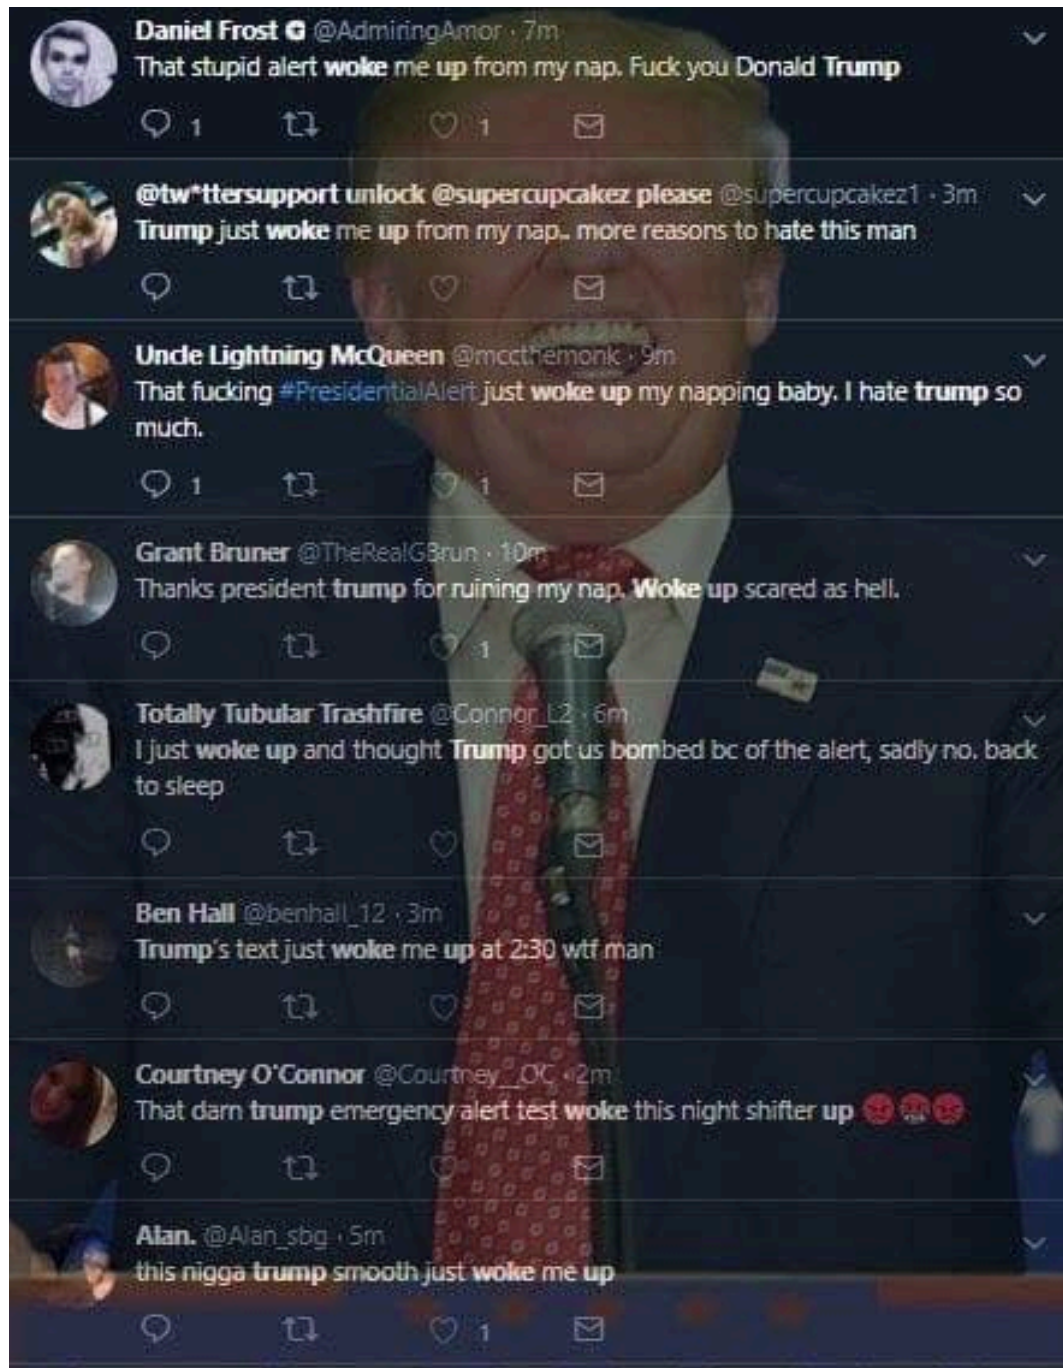 Daniel Frost @AdmiringAmor · 7m
That stupid alert woke me up from my nap. Fuck you Donald Trump
1 1
@tw*ttersupport unlock @supercupcakez please @supercupcakez1 · 3m
Trump just woke me up from my nap.. more reasons to hate this man
Uncle Lightning McQueen @mccthemonk · 9m
That fucking #PresidentialAlert just woke up my napping baby. I hate trump so
much.
1 1
Grant Bruner @TheRealGBrun · 10m
Thanks president trump for ruining my nap. Woke up scared as hell.
1
Totally Tubular Trashfire @Connor_L2 · 6m
I just woke up and thought Trump got us bombed bc of the alert, sadly no. back
to sleep
Ben Hall @benhall_12 · 3m
Trump's text just woke me up at 2:30 wtf man
Courtney O'Connor @Courtney__OC · 2m
That darn trump emergency alert test woke this night shifter up 😡🤬😡
Alan. @Alan_sbg · 5m
this nigga trump smooth just woke me up
1